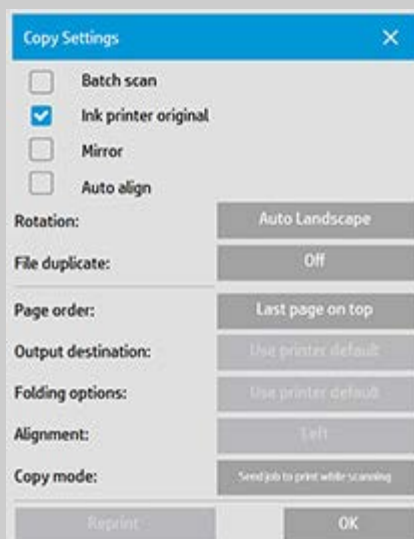 Copy Settings
Batch scan
Ink printer original
Mirror
Auto align
Rotation: Auto Landscape
File duplicate: Off
Page order: Last page on top
Output destination: Use printer default
Folding options: Use printer default
Alignment: Left
Copy mode: Send job to print while scanning
Reprint OK